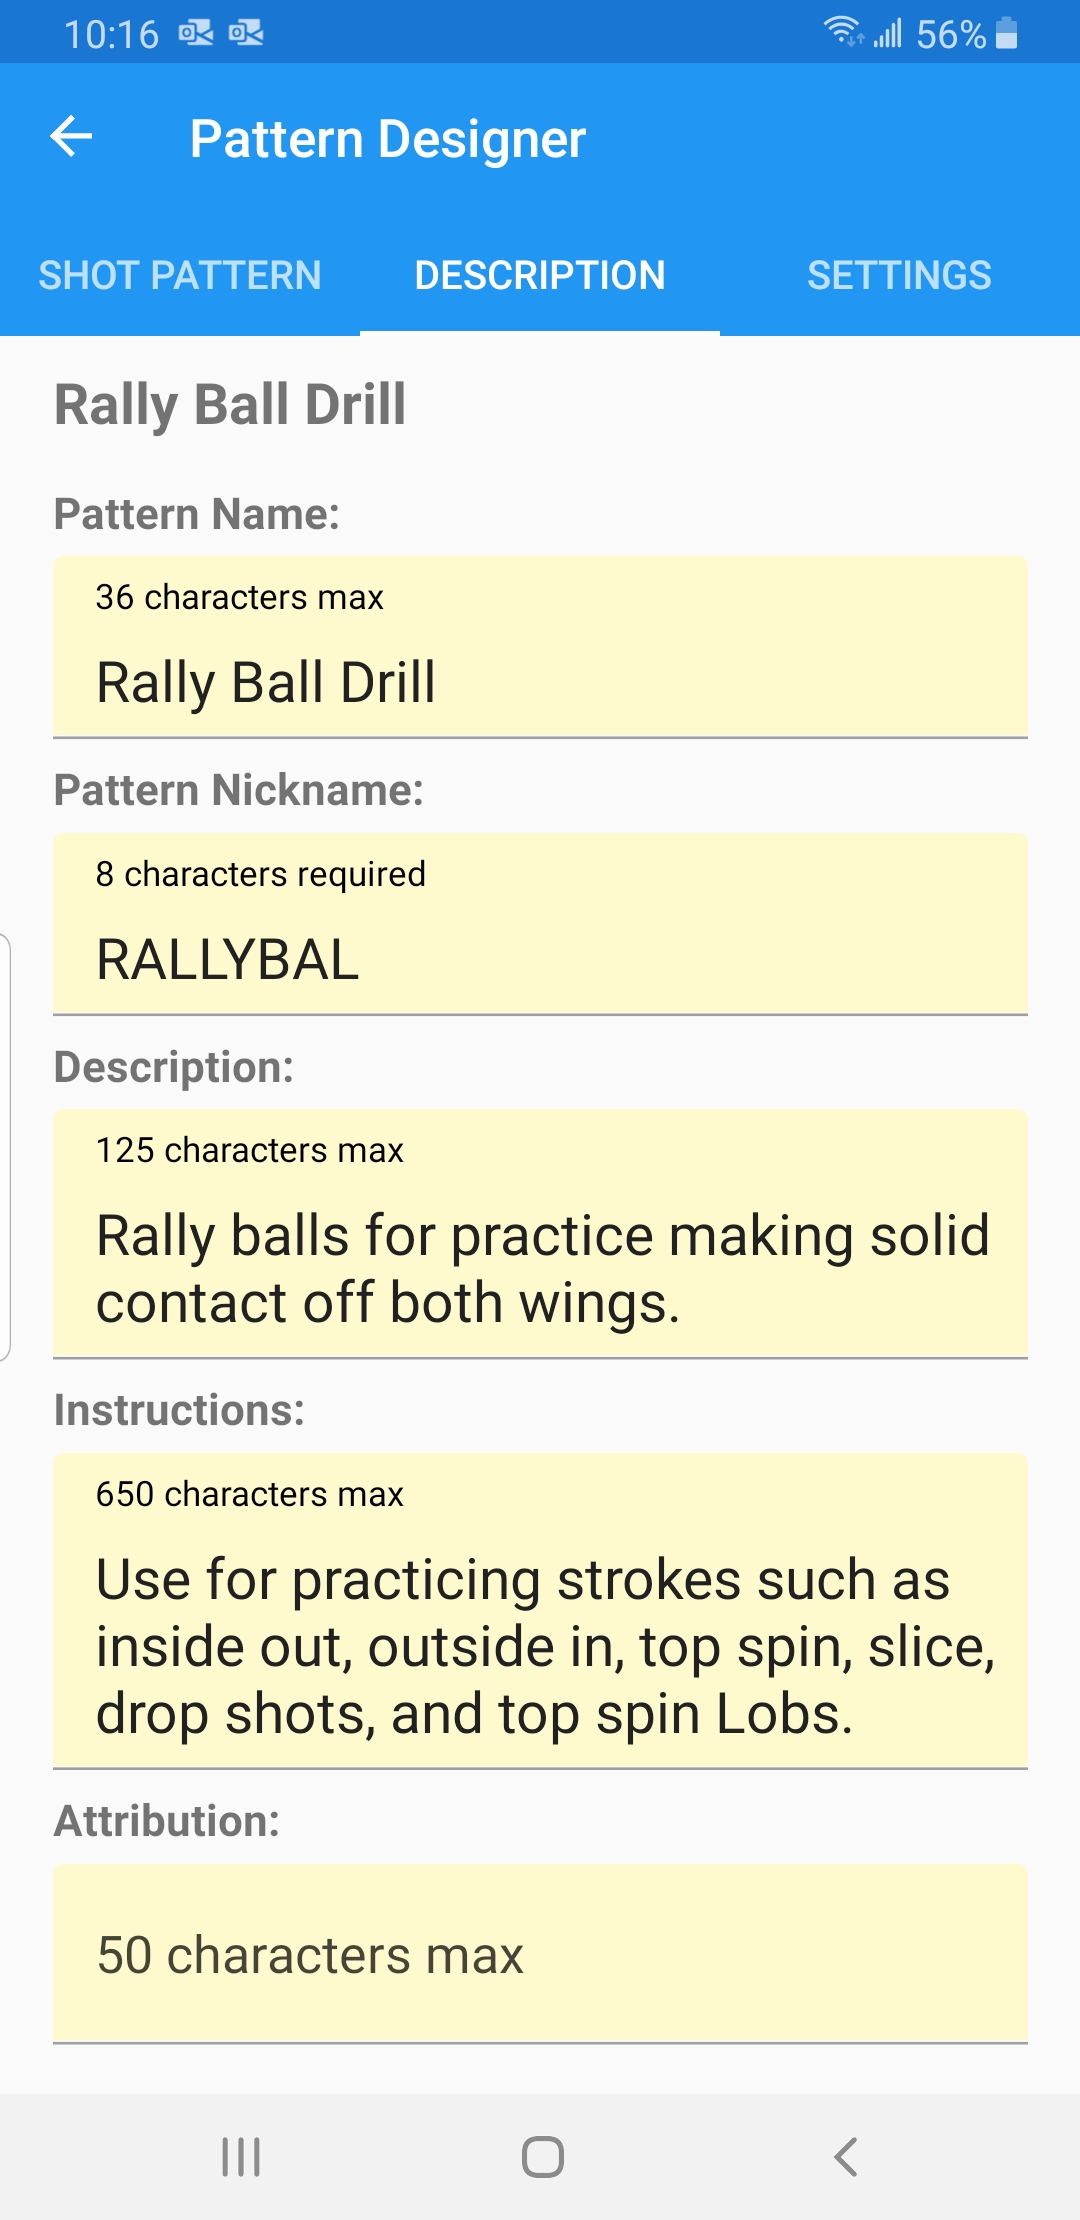 10:16
56%
Pattern Designer
SHOT PATTERN
DESCRIPTION
SETTINGS
Rally Ball Drill
Pattern Name:
36 characters max
Rally Ball Drill
Pattern Nickname:
8 characters required
RALLYBAL
Description:
125 characters max
Rally balls for practice making solid
contact off both wings.
Instructions:
650 characters max
Use for practicing strokes such as
inside out, outside in, top spin, slice,
drop shots, and top spin Lobs.
Attribution:
50 characters max